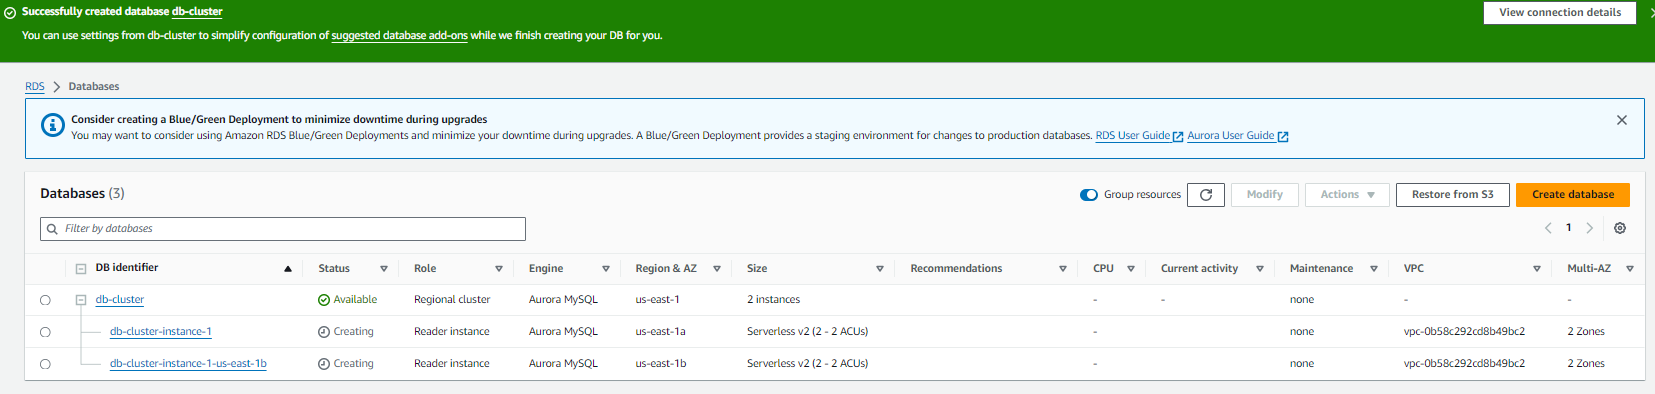 Successfully created database db-cluster
View connection details
You can use settings from db-cluster to simplify configuration of suggested database add-ons while we finish creating your DB for you.
RDS > Databases
Consider creating a Blue/Green Deployment to minimize downtime during upgrades
You may want to consider using Amazon RDS Blue/Green Deployments and minimize your downtime during upgrades. A Blue/Green Deployment provides a staging environment for changes to production databases. RDS User Guide Aurora User Guide
Databases (3) Group resources Modify Actions Restore from S3 Create database
Filter by databases 1
DB identifier Status Role Engine Region & AZ Size Recommendations CPU Current activity Maintenance VPC Multi-AZ
db-cluster Available Regional cluster Aurora MySQL us-east-1 2 instances - - none - -
db-cluster-instance-1 Creating Reader instance Aurora MySQL us-east-1a Serverless v2 (2 - 2 ACUs) - none vpc-0b58c292cd8b49bc2 2 Zones
db-cluster-instance-1-us-east-1b Creating Reader instance Aurora MySQL us-east-1b Serverless v2 (2 - 2 ACUs) - none vpc-0b58c292cd8b49bc2 2 Zones